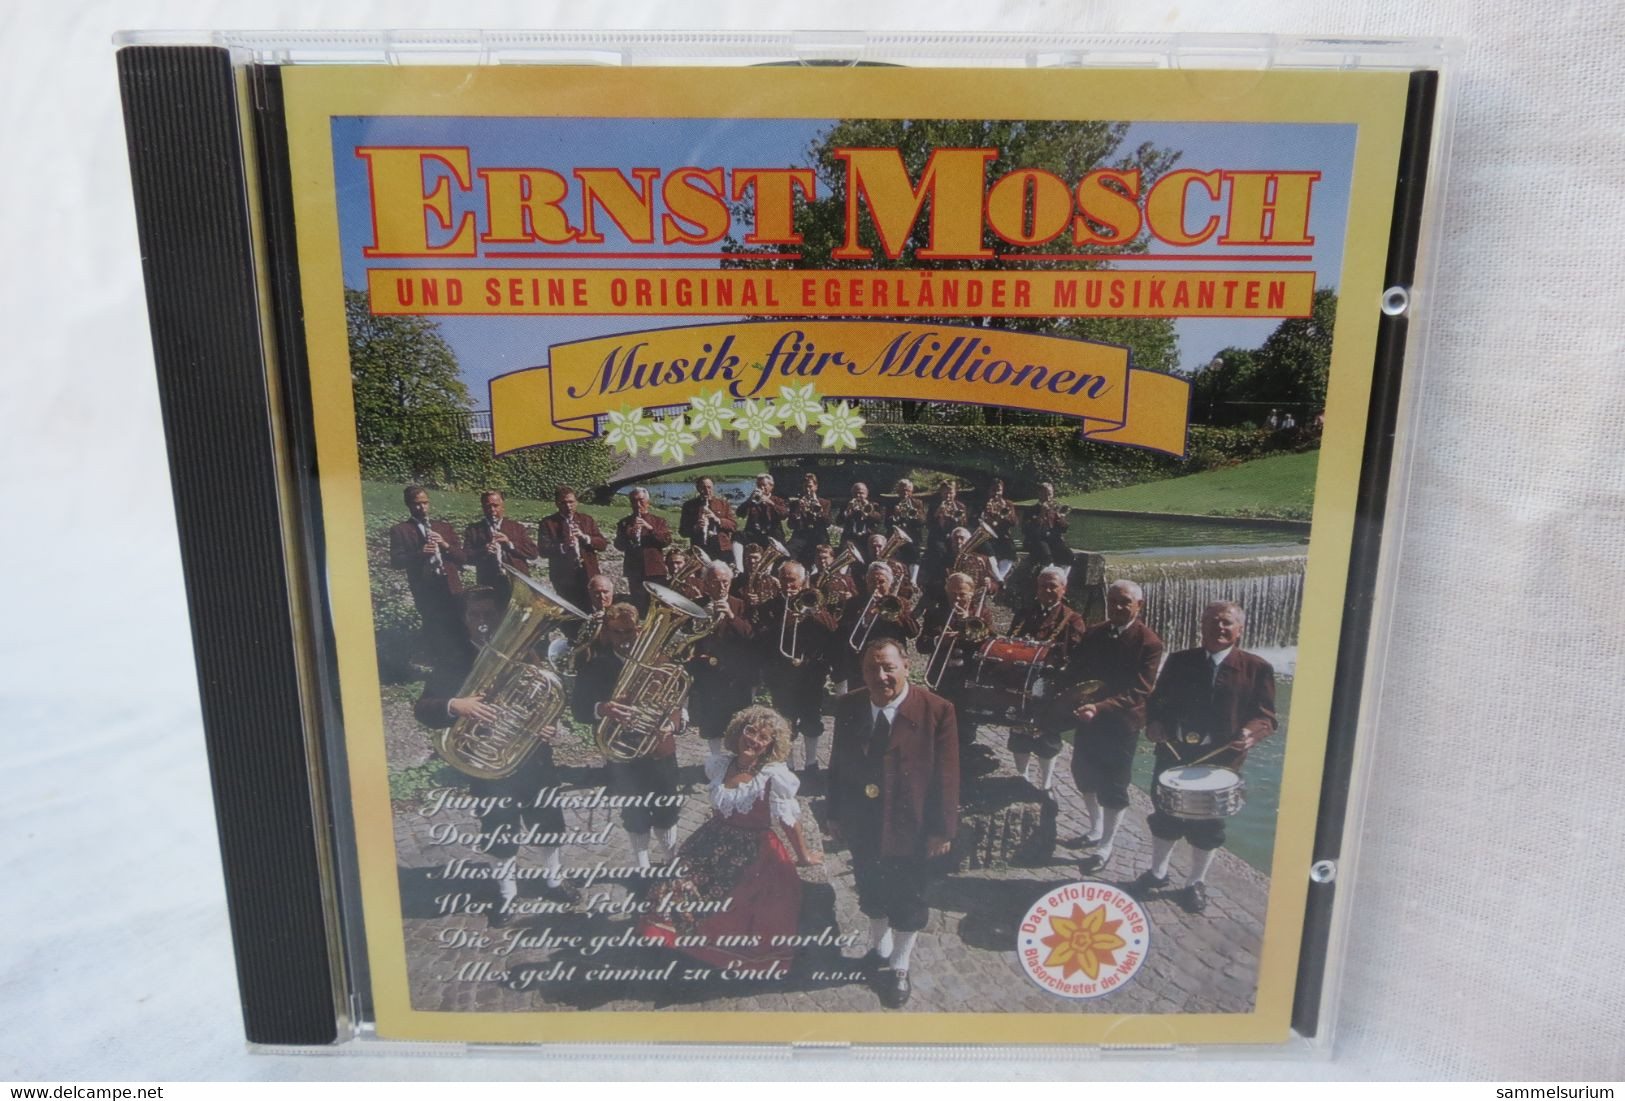 ERNST MOSCH
UND SEINE ORIGINAL EGERLÄNDER MUSIKANTEN
Musik für Millionen
Junge Musikanten
Dorfschmied
Musikantenparade
Wer keine Liebe kennt
Die Jahre gehen an uns vorbei
Alles geht einmal zu Ende u.v.a.
Das erfolgreichste
Blasorchester der Welt
delcampe.net
sammelsurium